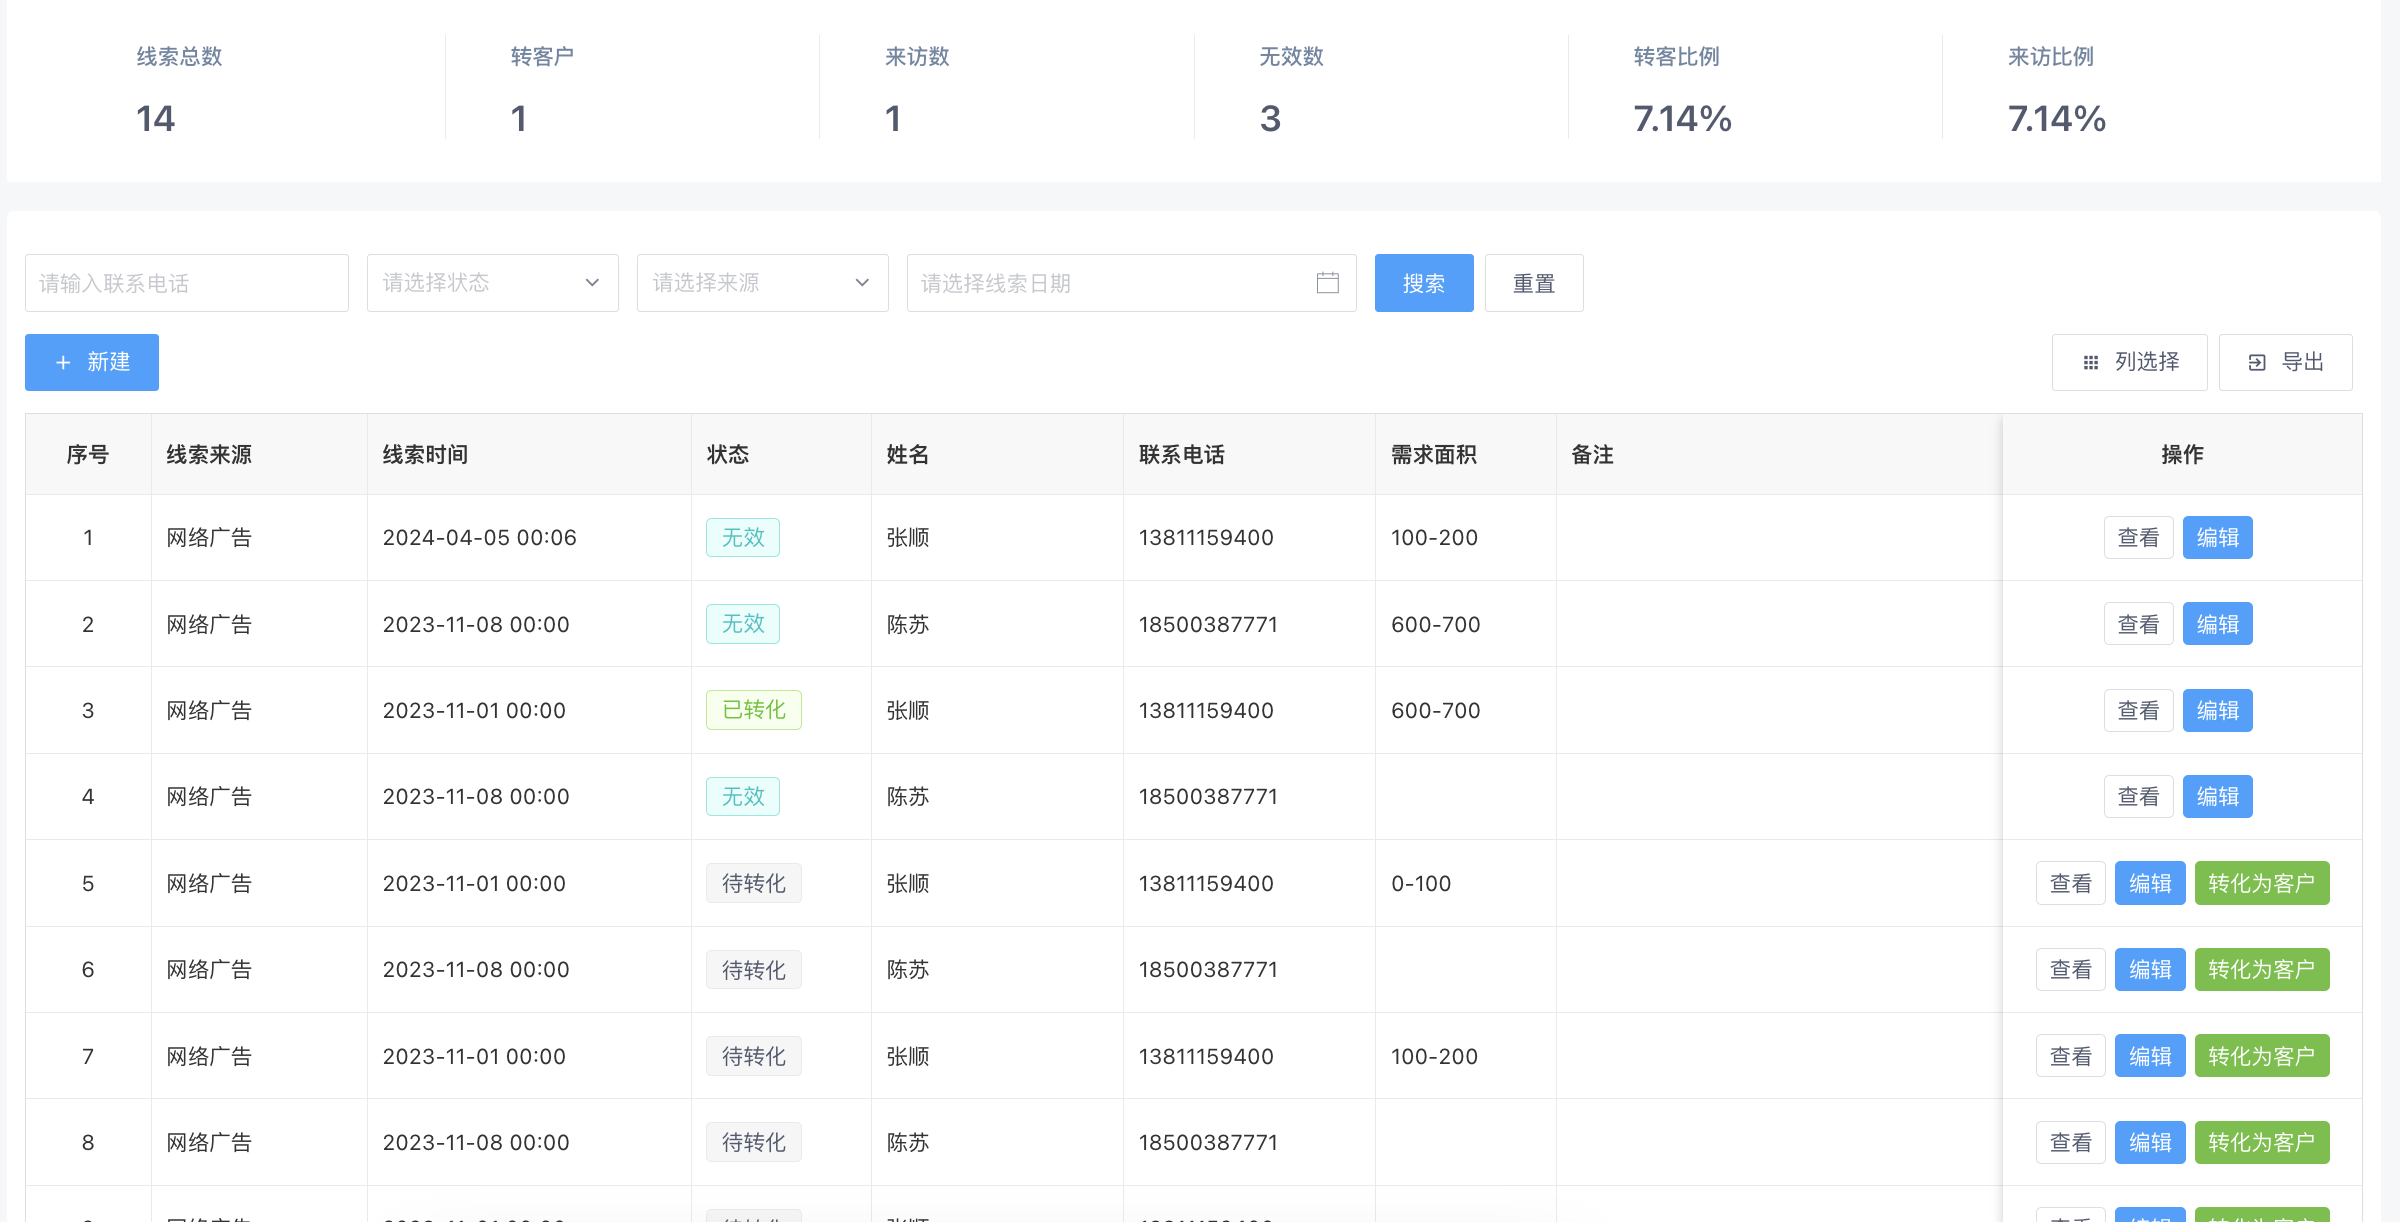 线索总数 转客户 来访数 无效数 转客比例 来访比例
14 1 1 3 7.14% 7.14%
请输入联系电话 请选择状态 请选择来源 请选择线索日期 搜索 重置
+ 新建 列选择 导出
序号 线索来源 线索时间 状态 姓名 联系电话 需求面积 备注 操作
1 网络广告 2024-04-05 00:06 无效 张顺 13811159400 100-200 查看 编辑
2 网络广告 2023-11-08 00:00 无效 陈苏 18500387771 600-700 查看 编辑
3 网络广告 2023-11-01 00:00 已转化 张顺 13811159400 600-700 查看 编辑
4 网络广告 2023-11-08 00:00 无效 陈苏 18500387771 查看 编辑
5 网络广告 2023-11-01 00:00 待转化 张顺 13811159400 0-100 查看 编辑 转化为客户
6 网络广告 2023-11-08 00:00 待转化 陈苏 18500387771 查看 编辑 转化为客户
7 网络广告 2023-11-01 00:00 待转化 张顺 13811159400 100-200 查看 编辑 转化为客户
8 网络广告 2023-11-08 00:00 待转化 陈苏 18500387771 查看 编辑 转化为客户